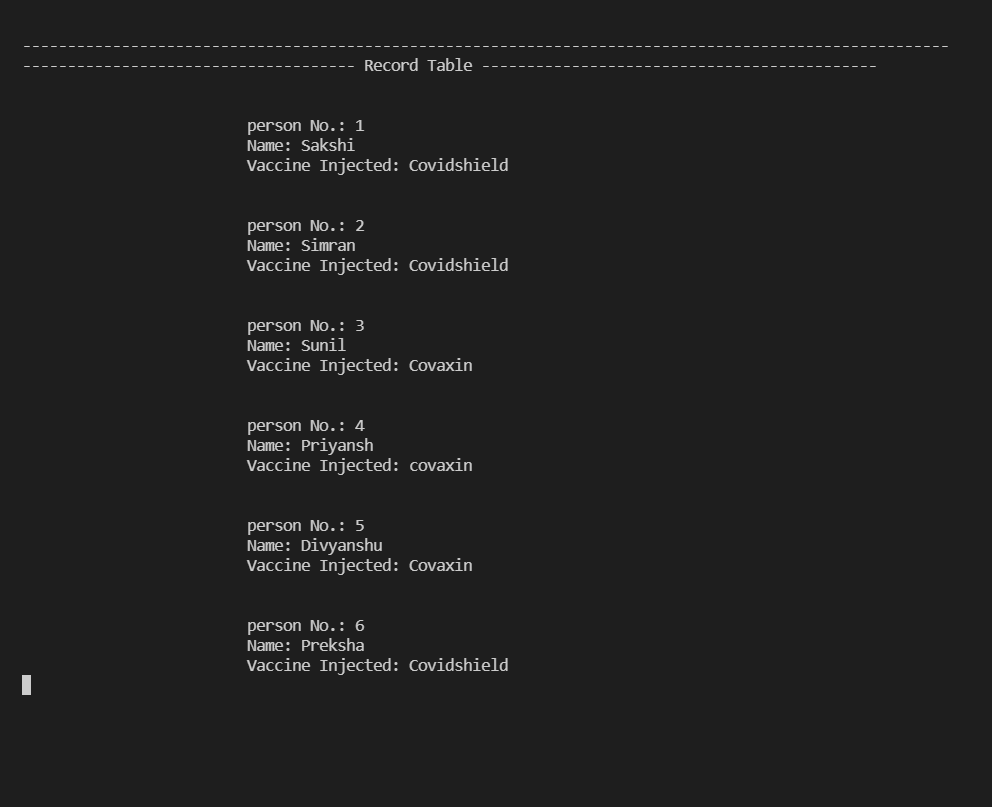 -------------------------------------------------------------------------------------------------------
------------------------------------- Record Table --------------------------------------------
person No.: 1
Name: Sakshi
Vaccine Injected: Covidshield
person No.: 2
Name: Simran
Vaccine Injected: Covidshield
person No.: 3
Name: Sunil
Vaccine Injected: Covaxin
person No.: 4
Name: Priyansh
Vaccine Injected: covaxin
person No.: 5
Name: Divyanshu
Vaccine Injected: Covaxin
person No.: 6
Name: Preksha
Vaccine Injected: Covidshield